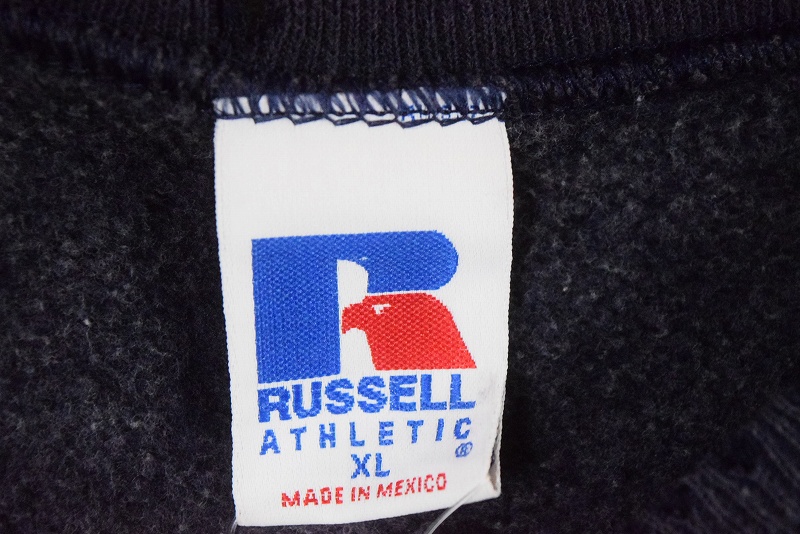 RUSSELL
ATHLETIC
®
XL
MADE IN MEXICO